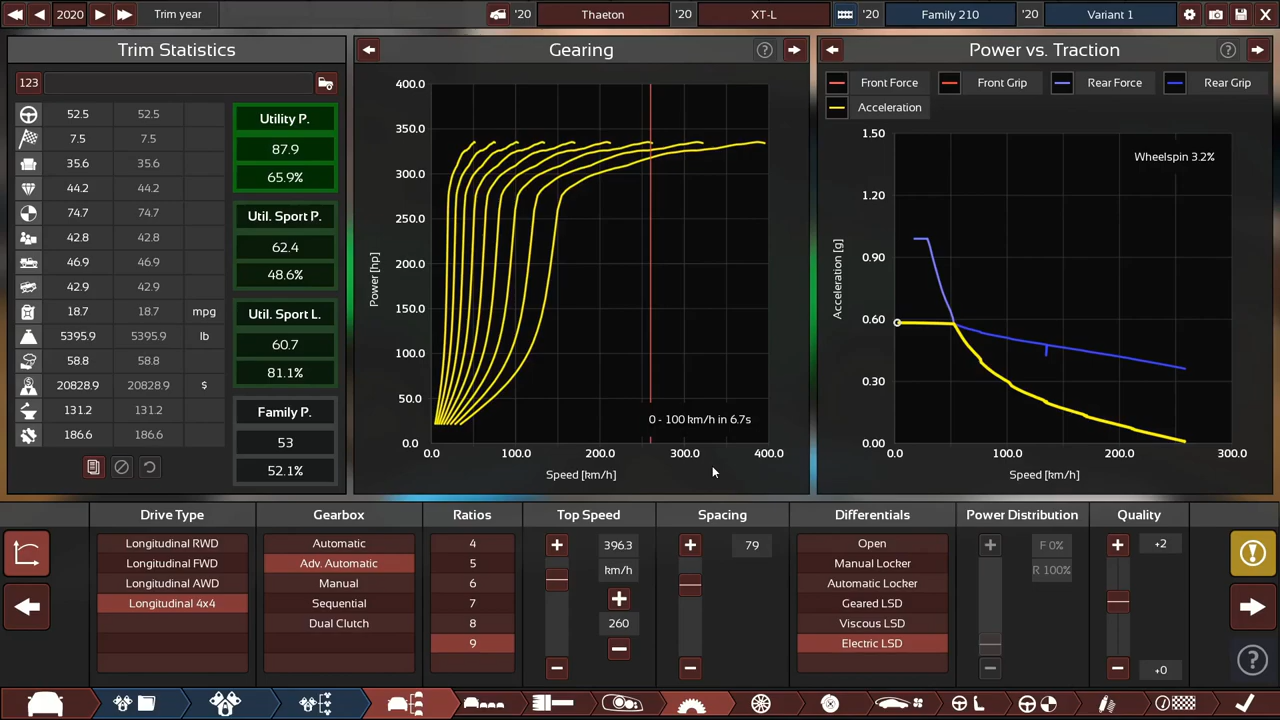 2020 Trim year '20 Thaeton '20 XT-L '20 Family 210 '20 Variant 1
Trim Statistics
123
52.5 52.5
7.5 7.5
35.6 35.6
44.2 44.2
74.7 74.7
42.8 42.8
46.9 46.9
42.9 42.9
18.7 18.7 mpg
5395.9 5395.9 lb
58.8 58.8
20828.9 20828.9 $
131.2 131.2
186.6 186.6
Utility P.
87.9
65.9%
Util. Sport P.
62.4
48.6%
Util. Sport L.
60.7
81.1%
Family P.
53
52.1%
Gearing
?
400.0
350.0
300.0
250.0
200.0
150.0
100.0
50.0
0.0
Power [hp]
0 - 100 km/h in 6.7s
0.0 100.0 200.0 300.0 400.0
Speed [km/h]
Power vs. Traction
?
Front Force Front Grip Rear Force Rear Grip
Acceleration
1.50
1.20
0.90
0.60
0.30
0.00
Acceleration [g]
Wheelspin 3.2%
0.0 100.0 200.0 300.0
Speed [km/h]
Drive Type
Longitudinal RWD
Longitudinal FWD
Longitudinal AWD
Longitudinal 4x4
Gearbox
Automatic
Adv. Automatic
Manual
Sequential
Dual Clutch
Ratios
4
5
6
7
8
9
Top Speed
+ 396.3
km/h
+
260
−
−
Spacing
+ 79
−
Differentials
Open
Manual Locker
Automatic Locker
Geared LSD
Viscous LSD
Electric LSD
Power Distribution
+ F 0%
R 100%
−
Quality
+ +2
− +0
!
?